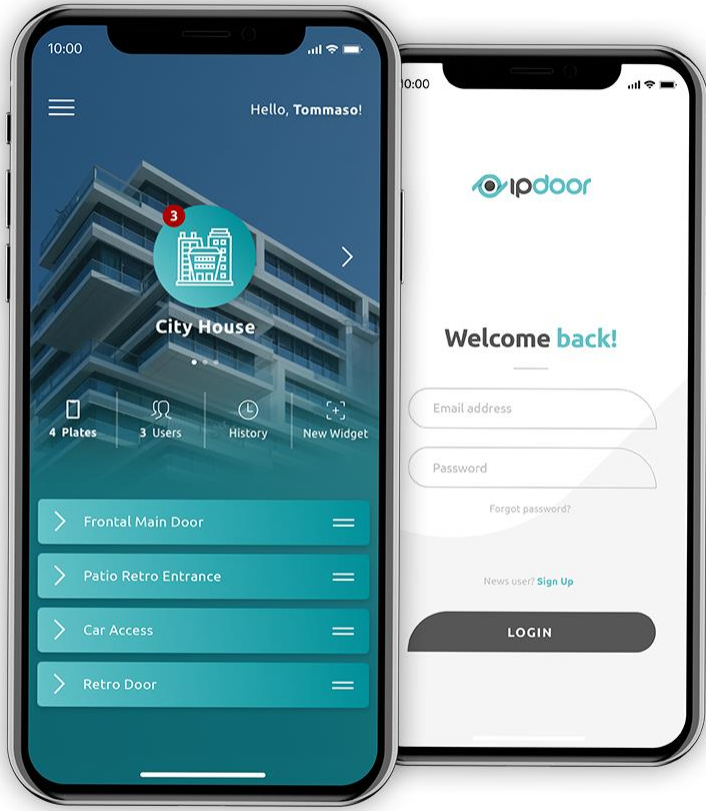 10:00
Hello, Tommaso!
3
City House
4 Plates
3 Users
History
New Widget
Frontal Main Door
Patio Retro Entrance
Car Access
Retro Door
10:00
ipdoor
Welcome back!
Email address
Password
Forgot password?
News user? Sign Up
LOGIN